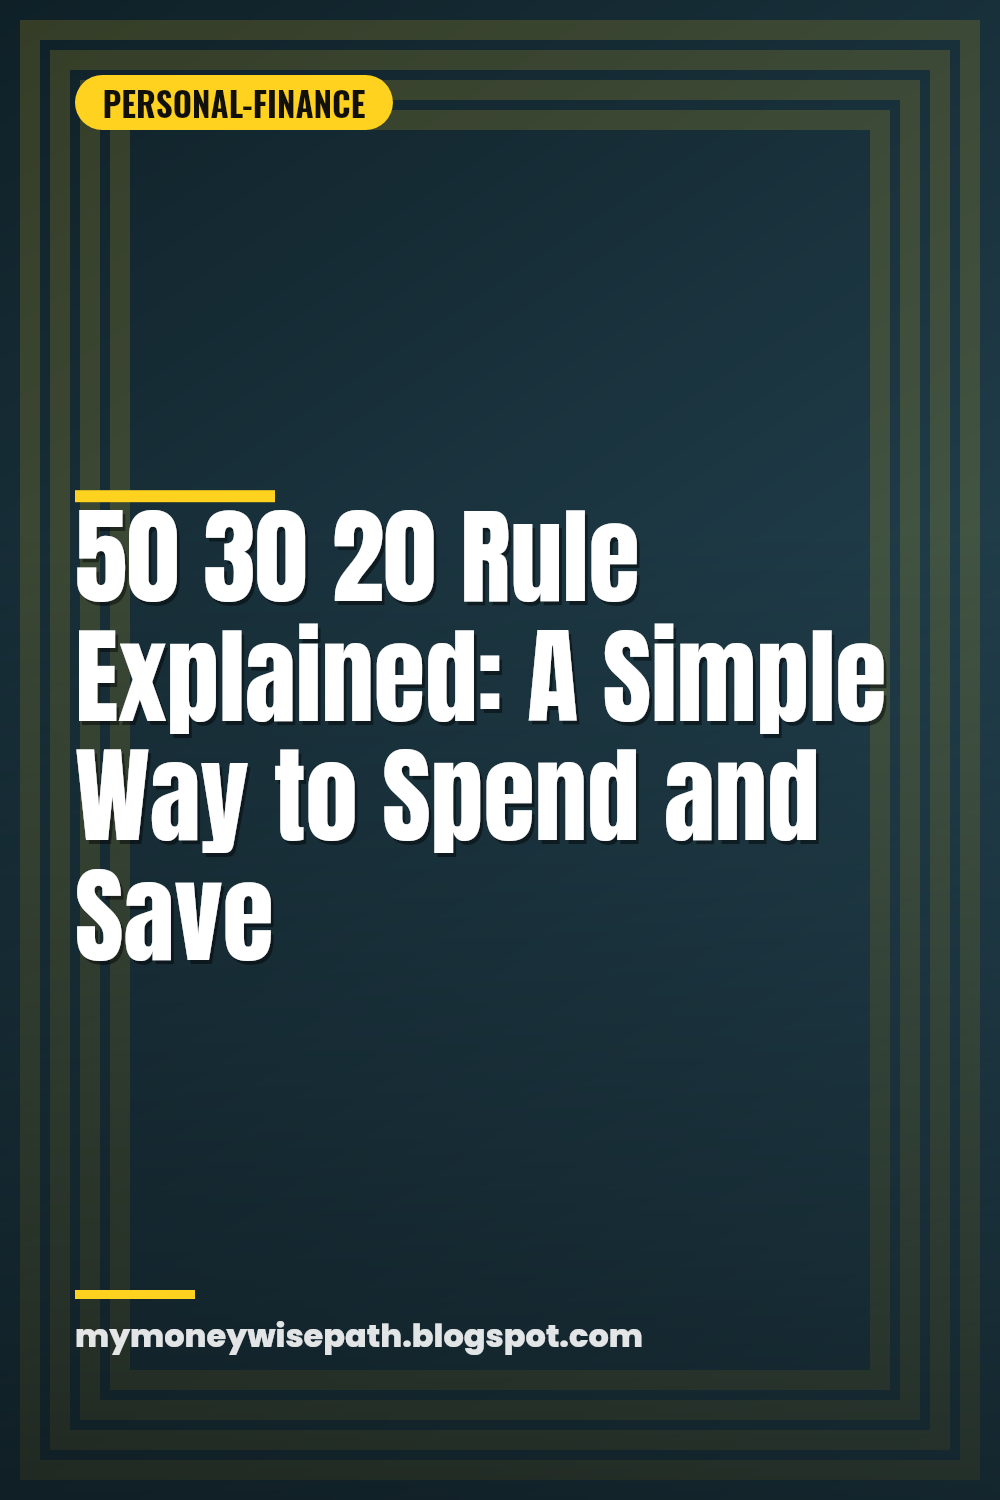 PERSONAL-FINANCE
50 30 20 Rule
Explained: A Simple
Way to Spend and
Save
mymoneywisepath.blogspot.com